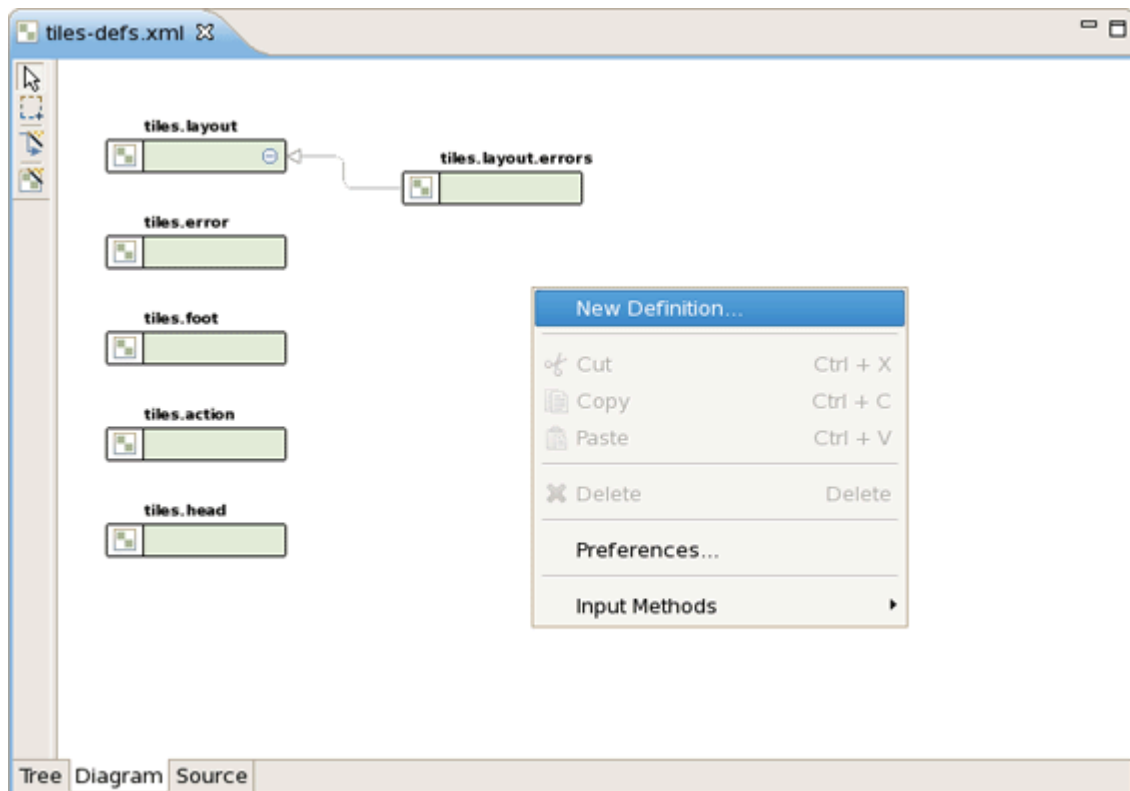 tiles-defs.xml
tiles.layout
tiles.layout.errors
tiles.error
tiles.foot
tiles.action
tiles.head
New Definition...
Cut Ctrl + X
Copy Ctrl + C
Paste Ctrl + V
Delete Delete
Preferences...
Input Methods
Tree Diagram Source